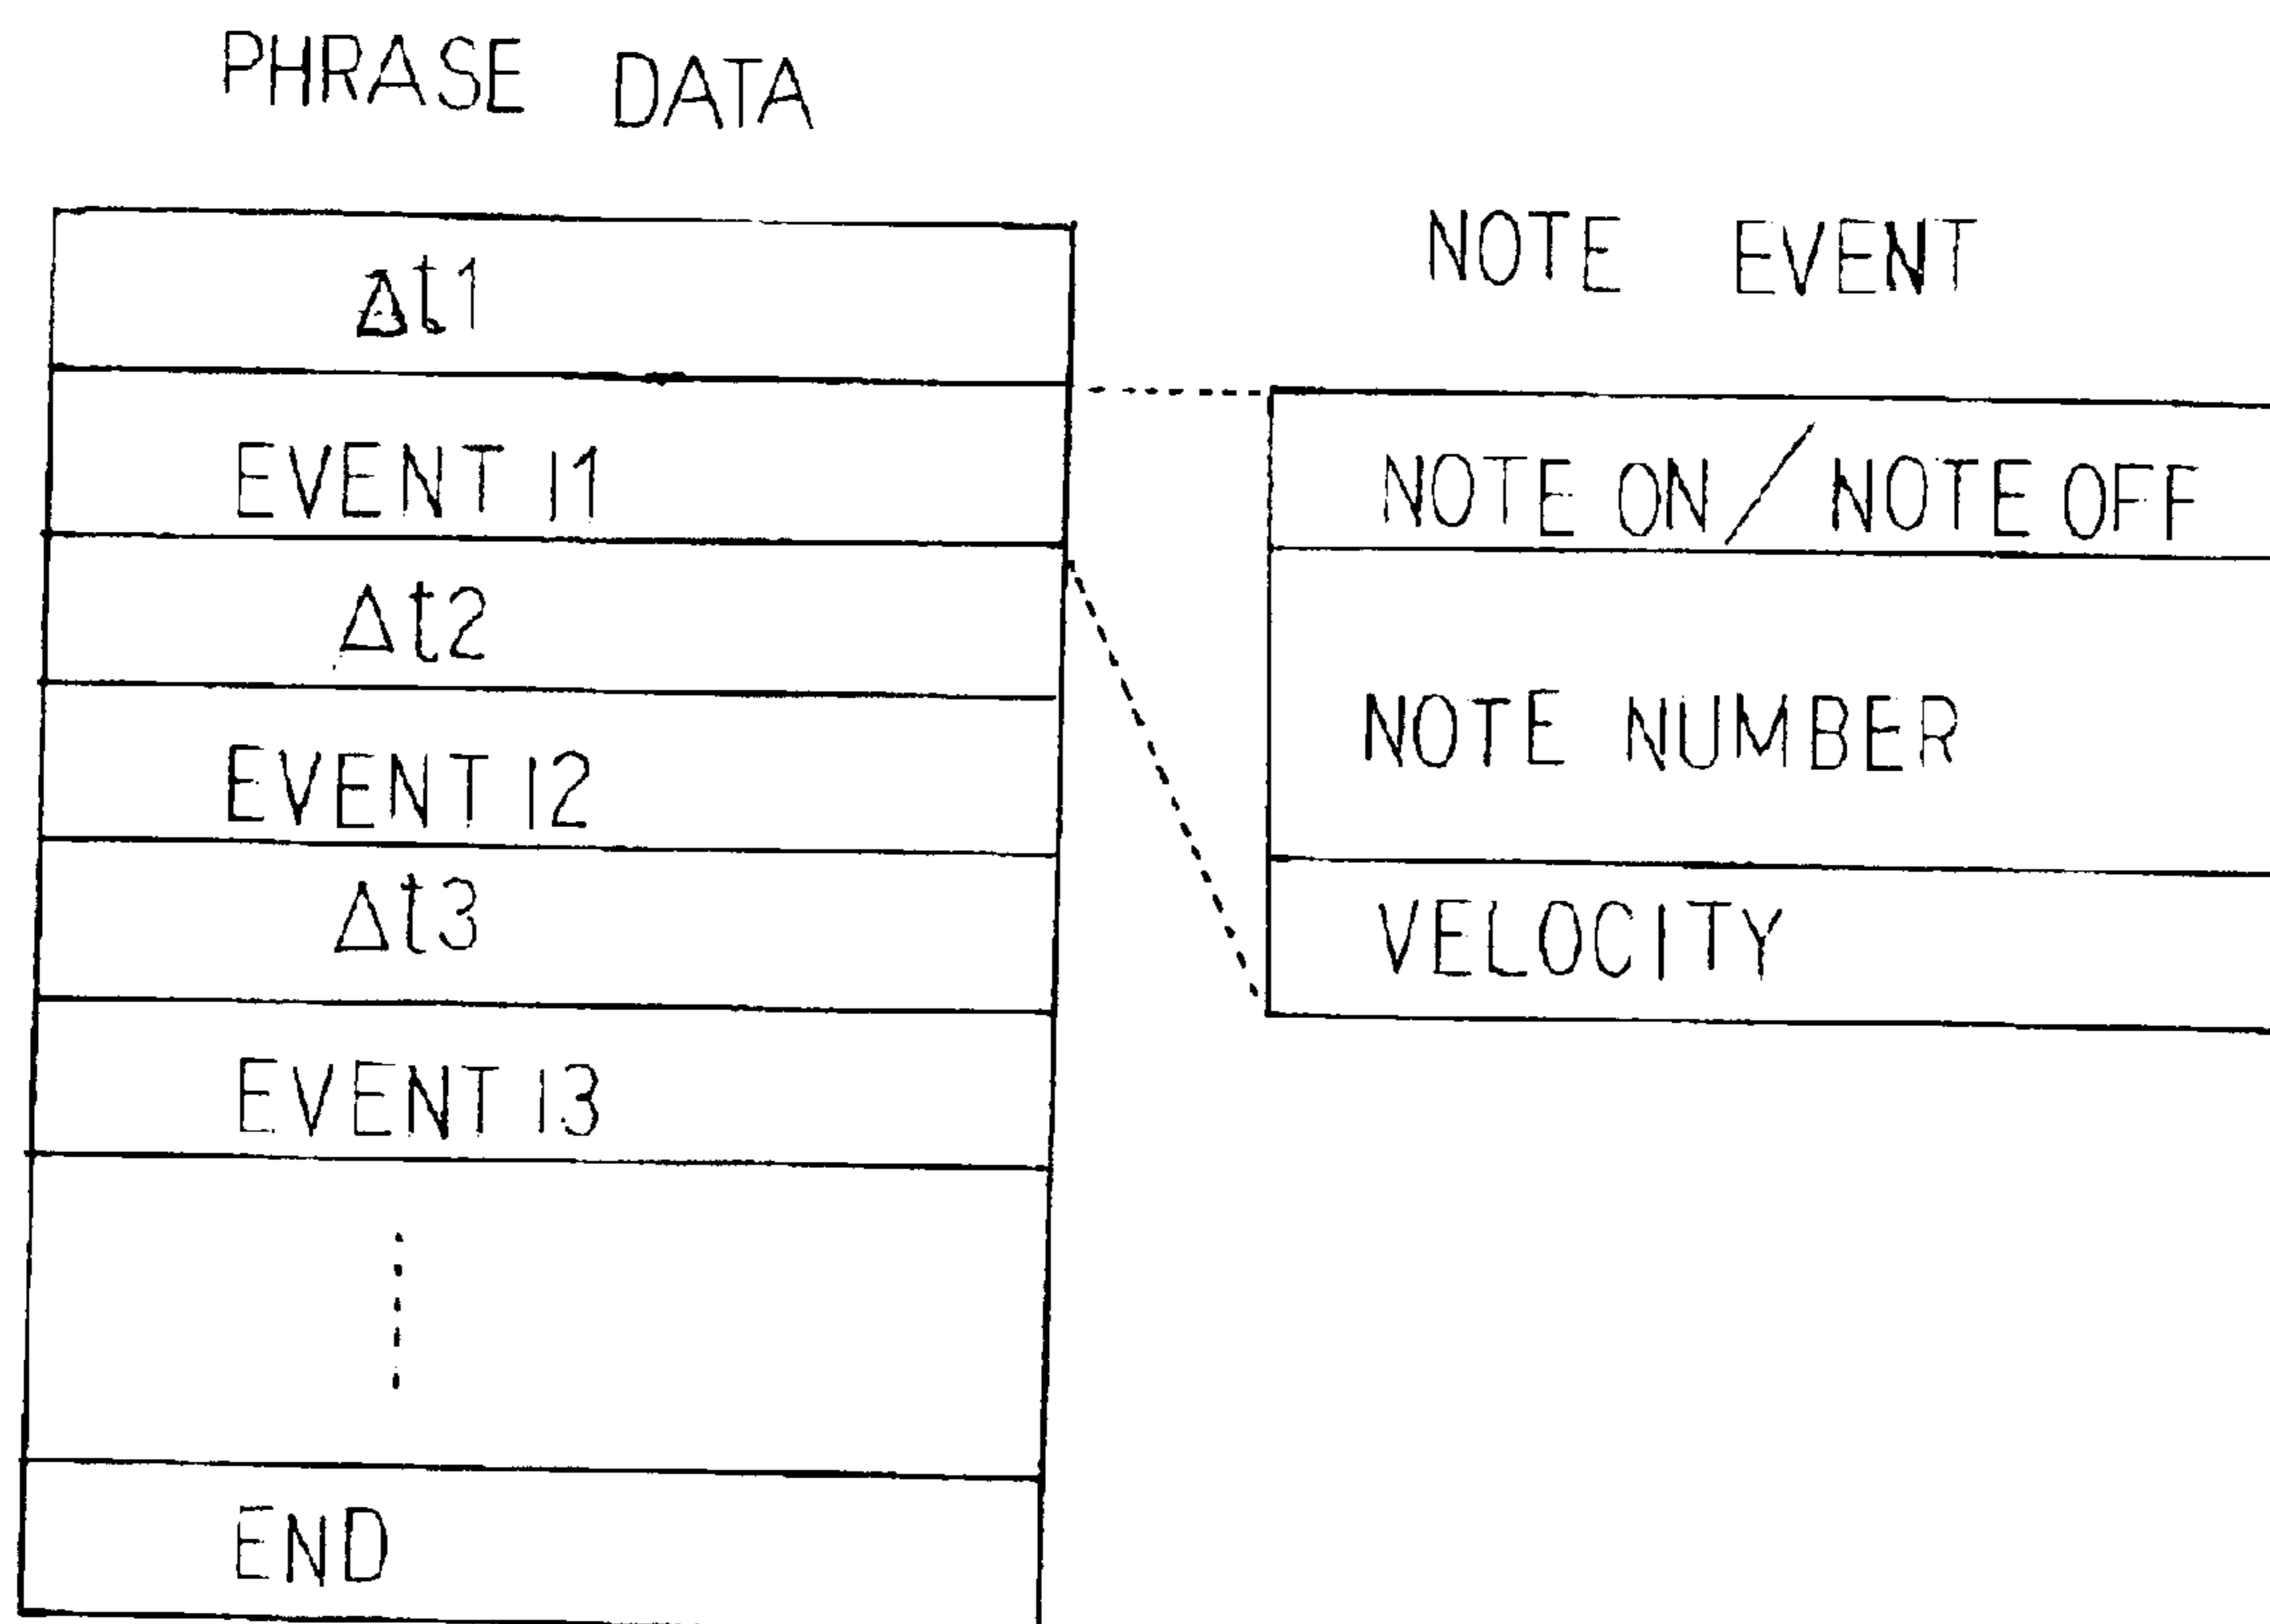 PHRASE DATA
Δt1
EVENT I1
Δt2
EVENT I2
Δt3
EVENT I3
END
NOTE EVENT
NOTE ON/NOTE OFF
NOTE NUMBER
VELOCITY